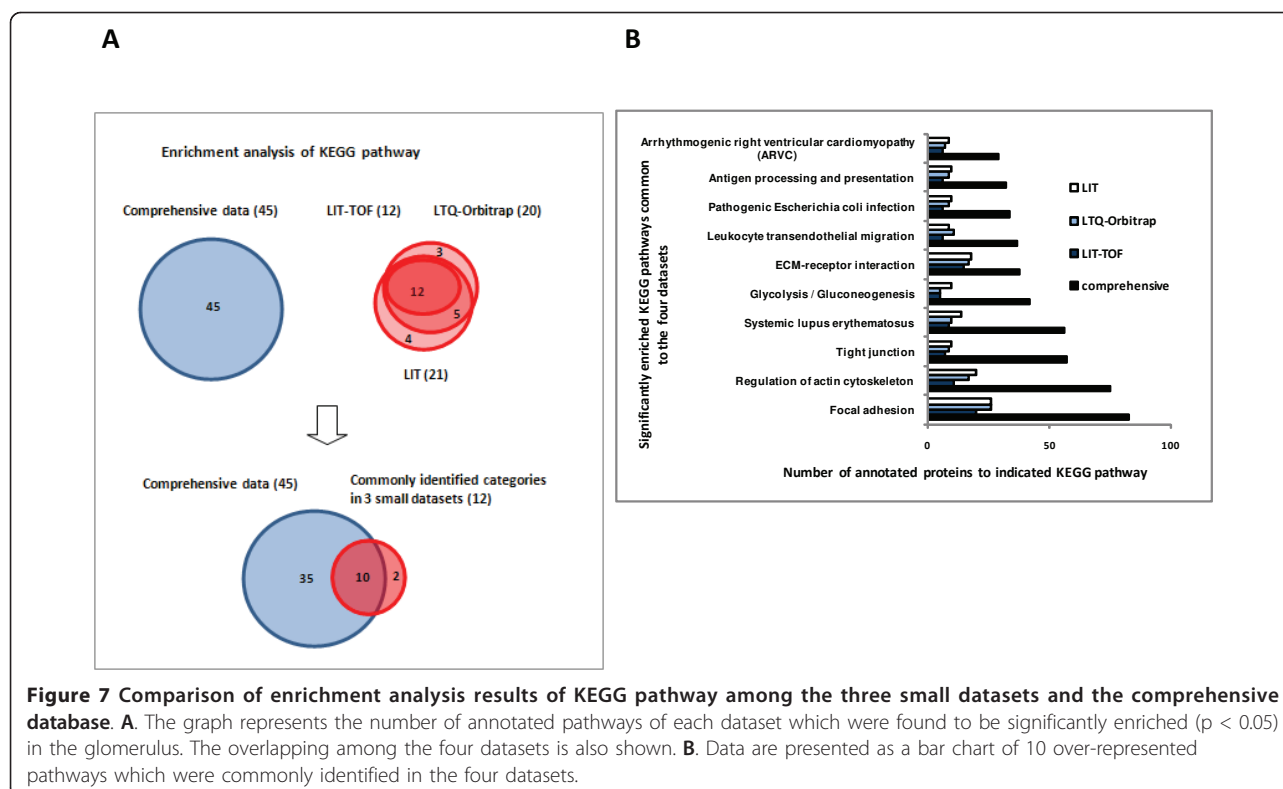 A
B
Enrichment analysis of KEGG pathway
Comprehensive data (45)
LIT-TOF (12)
LTQ-Orbitrap (20)
45
3
12
5
4
LIT (21)
Comprehensive data (45)
Commonly identified categories
in 3 small datasets (12)
35
10
2
Significantly enriched KEGG pathways common
to the four datasets
Arrhythmogenic right ventricular cardiomyopathy
(ARVC)
Antigen processing and presentation
Pathogenic Escherichia coli infection
Leukocyte transendothelial migration
ECM-receptor interaction
Glycolysis / Gluconeogenesis
Systemic lupus erythematosus
Tight junction
Regulation of actin cytoskeleton
Focal adhesion
0
50
100
Number of annotated proteins to indicated KEGG pathway
LIT
LTQ-Orbitrap
LIT-TOF
comprehensive
Figure 7 Comparison of enrichment analysis results of KEGG pathway among the three small datasets and the comprehensive
database. A. The graph represents the number of annotated pathways of each dataset which were found to be significantly enriched (p < 0.05)
in the glomerulus. The overlapping among the four datasets is also shown. B. Data are presented as a bar chart of 10 over-represented
pathways which were commonly identified in the four datasets.